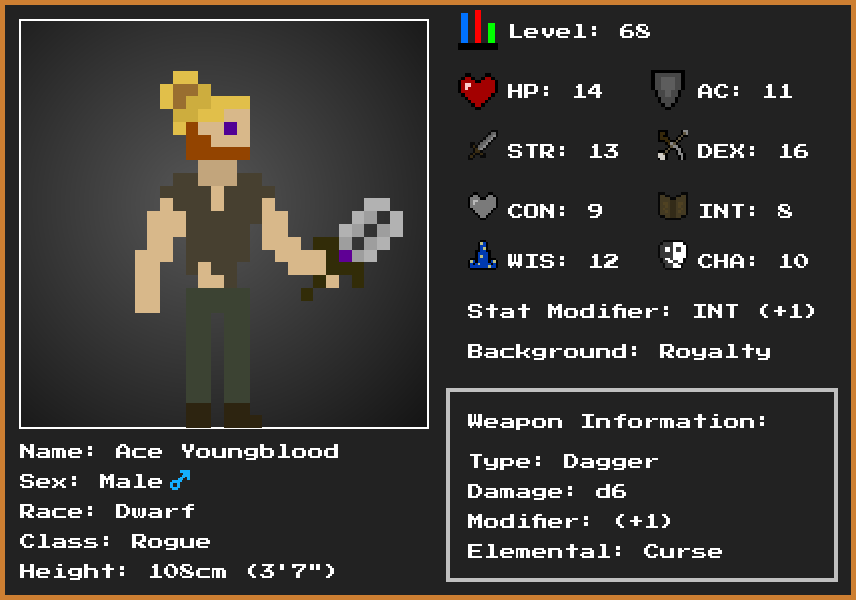 Level: 68
HP: 14 AC: 11
STR: 13 DEX: 16
CON: 9 INT: 8
WIS: 12 CHA: 10
Stat Modifier: INT (+1)
Background: Royalty
Weapon Information:
Type: Dagger
Damage: d6
Modifier: (+1)
Elemental: Curse
Name: Ace Youngblood
Sex: Male ♂
Race: Dwarf
Class: Rogue
Height: 108cm (3'7")